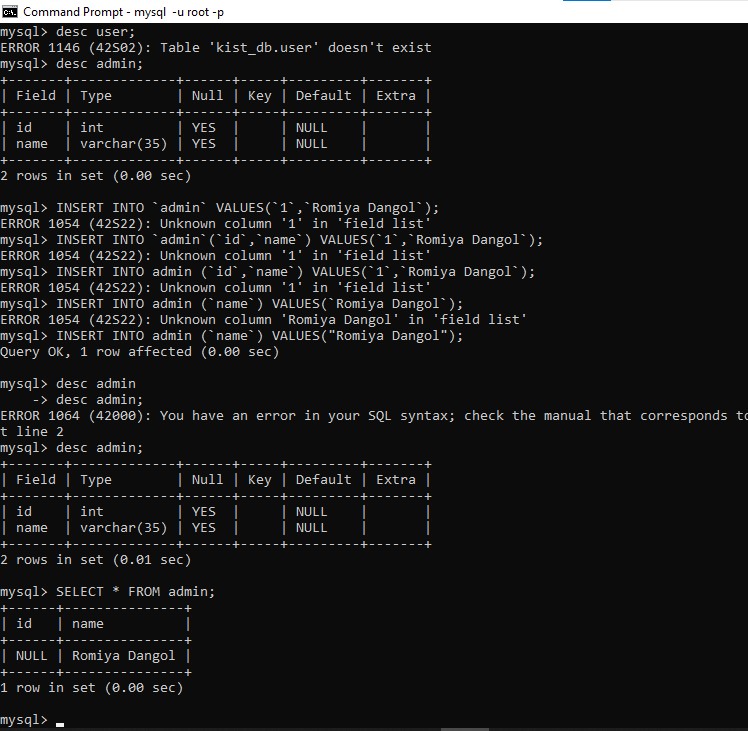 Command Prompt - mysql -u root -p
mysql> desc user;
ERROR 1146 (42S02): Table 'kist_db.user' doesn't exist
mysql> desc admin;
+-------+-------------+------+-----+---------+-------+
| Field | Type        | Null | Key | Default | Extra |
+-------+-------------+------+-----+---------+-------+
| id    | int         | YES  |     | NULL    |       |
| name  | varchar(35) | YES  |     | NULL    |       |
+-------+-------------+------+-----+---------+-------+
2 rows in set (0.00 sec)
mysql> INSERT INTO `admin` VALUES(`1`,`Romiya Dangol`);
ERROR 1054 (42S22): Unknown column '1' in 'field list'
mysql> INSERT INTO `admin`(`id`,`name`) VALUES(`1`,`Romiya Dangol`);
ERROR 1054 (42S22): Unknown column '1' in 'field list'
mysql> INSERT INTO admin (`id`,`name`) VALUES(`1`,`Romiya Dangol`);
ERROR 1054 (42S22): Unknown column '1' in 'field list'
mysql> INSERT INTO admin (`name`) VALUES(`Romiya Dangol`);
ERROR 1054 (42S22): Unknown column 'Romiya Dangol' in 'field list'
mysql> INSERT INTO admin (`name`) VALUES("Romiya Dangol");
Query OK, 1 row affected (0.00 sec)
mysql> desc admin
    -> desc admin;
ERROR 1064 (42000): You have an error in your SQL syntax; check the manual that corresponds to
t line 2
mysql> desc admin;
+-------+-------------+------+-----+---------+-------+
| Field | Type        | Null | Key | Default | Extra |
+-------+-------------+------+-----+---------+-------+
| id    | int         | YES  |     | NULL    |       |
| name  | varchar(35) | YES  |     | NULL    |       |
+-------+-------------+------+-----+---------+-------+
2 rows in set (0.01 sec)
mysql> SELECT * FROM admin;
+------+---------------+
| id   | name          |
+------+---------------+
| NULL | Romiya Dangol |
+------+---------------+
1 row in set (0.00 sec)
mysql>